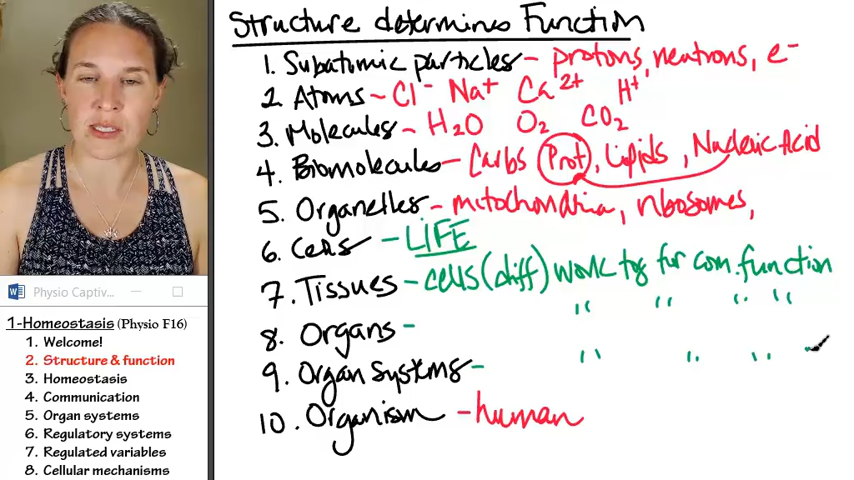 Structure determines Function
1. Subatomic particles - protons, neutrons, e-
2. Atoms - Cl- Na+ Ca2+ H+
3. Molecules - H2O O2 CO2
4. Biomolecules - Carbs Prot, Lipids, Nucleic Acid
5. Organelles - mitochondria, ribosomes,
6. Cells - LIFE
7. Tissues - cells (diff) work tog for com. function
8. Organs - " " " "
9. Organ Systems - " " "
10. Organism - human
Physio Captiv...
1-Homeostasis (Physio F16)
1. Welcome!
2. Structure & function
3. Homeostasis
4. Communication
5. Organ systems
6. Regulatory systems
7. Regulated variables
8. Cellular mechanisms